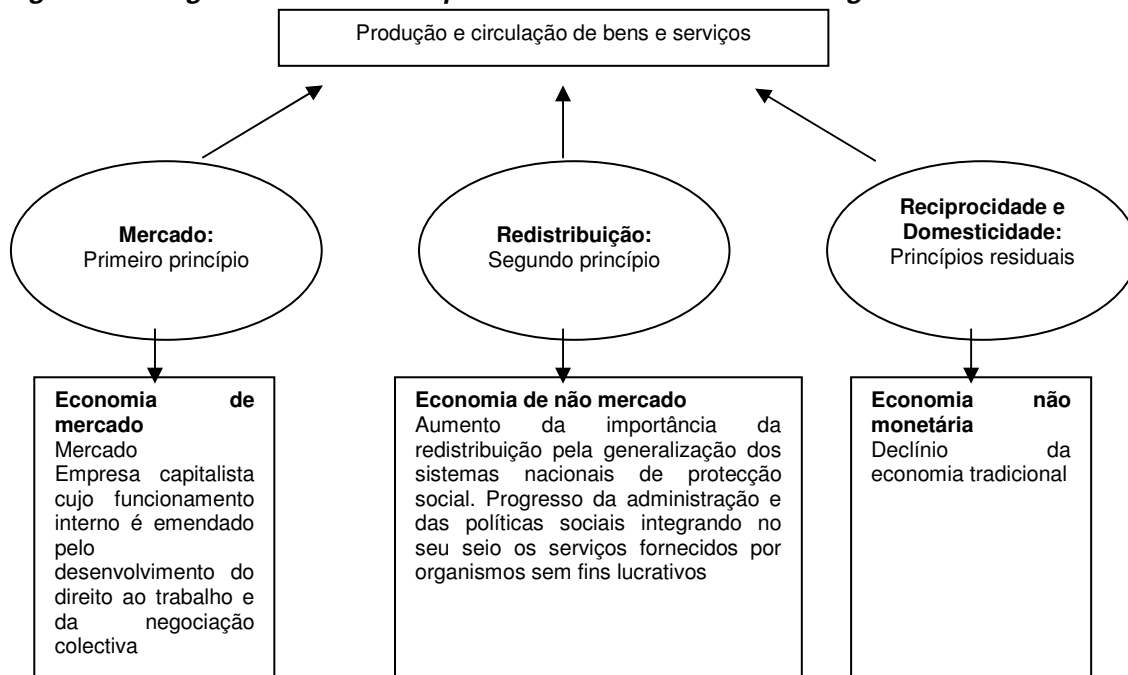 Produção e circulação de bens e serviços
Mercado:
Primeiro princípio
Redistribuição:
Segundo princípio
Reciprocidade e
Domesticidade:
Princípios residuais
Economia de
mercado
Mercado
Empresa capitalista
cujo funcionamento
interno é emendado
pelo
desenvolvimento do
direito ao trabalho e
da negociação
colectiva
Economia de não mercado
Aumento da importância da
redistribuição pela generalização dos
sistemas nacionais de protecção
social. Progresso da administração e
das políticas sociais integrando no
seu seio os serviços fornecidos por
organismos sem fins lucrativos
Economia não
monetária
Declínio da
economia tradicional